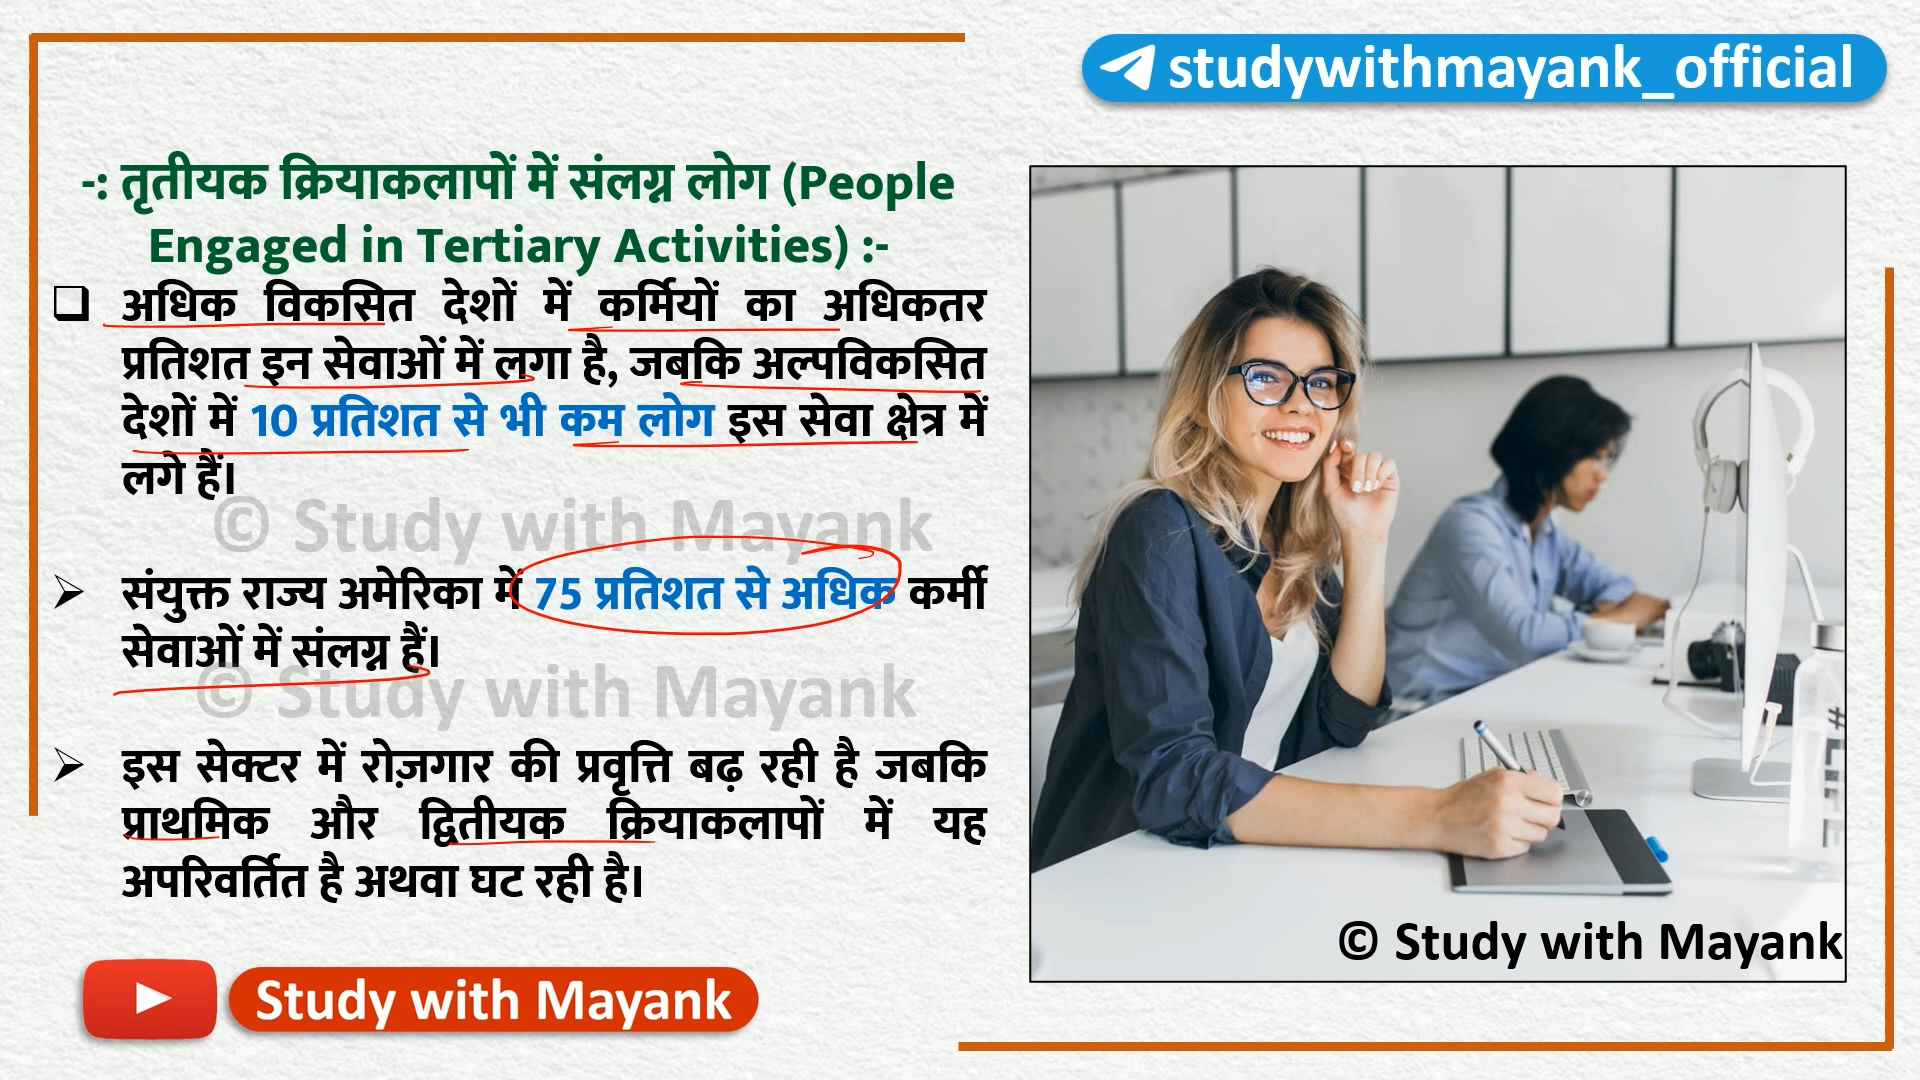 studywithmayank_official
-: तृतीयक क्रियाकलापों में संलग्न लोग (People
Engaged in Tertiary Activities) :-
अधिक विकसित देशों में कर्मियों का अधिकतर
प्रतिशत इन सेवाओं में लगा है, जबकि अल्पविकसित
देशों में 10 प्रतिशत से भी कम लोग इस सेवा क्षेत्र में
लगे हैं।
© Study with Mayank
संयुक्त राज्य अमेरिका में 75 प्रतिशत से अधिक कर्मी
सेवाओं में संलग्न हैं।
© Study with Mayank
इस सेक्टर में रोज़गार की प्रवृत्ति बढ़ रही है जबकि
प्राथमिक और द्वितीयक क्रियाकलापों में यह
अपरिवर्तित है अथवा घट रही है।
© Study with Mayank
Study with Mayank